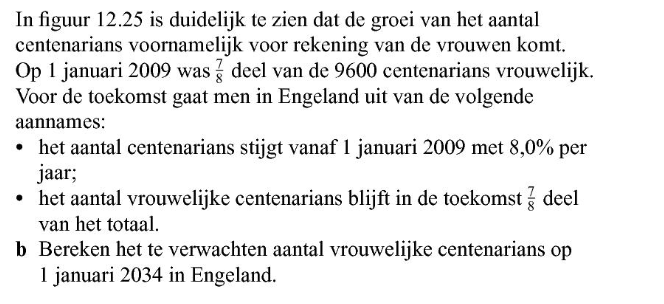 In figuur 12.25 is duidelijk te zien dat de groei van het aantal
centenarians voornamelijk voor rekening van de vrouwen komt.
Op 1 januari 2009 was 7/8 deel van de 9600 centenarians vrouwelijk.
Voor de toekomst gaat men in Engeland uit van de volgende
aannames:
• het aantal centenarians stijgt vanaf 1 januari 2009 met 8,0% per
jaar;
• het aantal vrouwelijke centenarians blijft in de toekomst 7/8 deel
van het totaal.
b Bereken het te verwachten aantal vrouwelijke centenarians op
1 januari 2034 in Engeland.